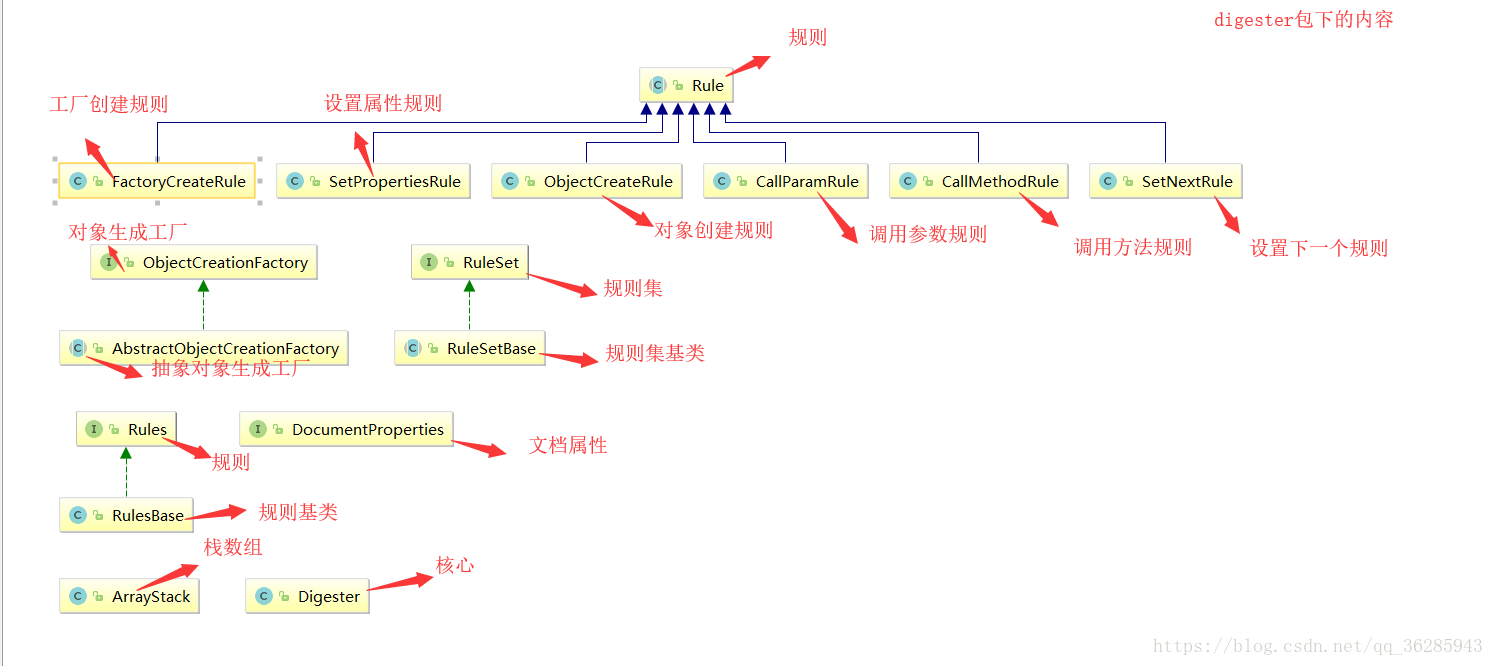 digester包下的内容
规则
Rule
工厂创建规则
设置属性规则
FactoryCreateRule
SetPropertiesRule
ObjectCreateRule
CallParamRule
CallMethodRule
SetNextRule
对象创建规则
调用参数规则
调用方法规则
设置下一个规则
对象生成工厂
ObjectCreationFactory
RuleSet
规则集
AbstractObjectCreationFactory
RuleSetBase
规则集基类
抽象对象生成工厂
Rules
DocumentProperties
文档属性
规则
RulesBase
规则基类
栈数组
核心
ArrayStack
Digester
https://blog.csdn.net/qq_36285943